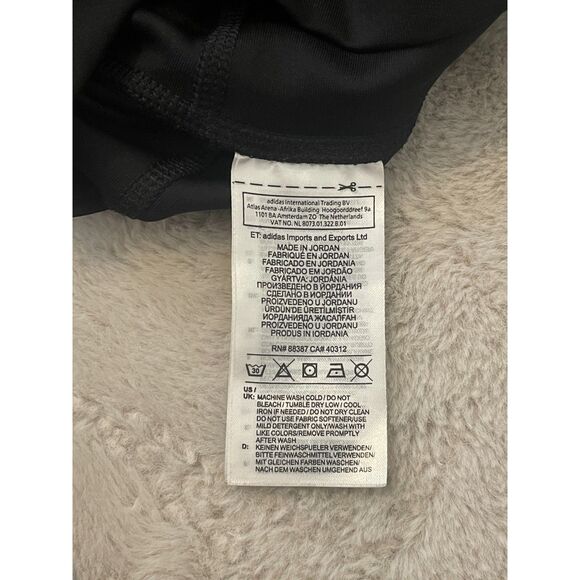 adidas International Trading BV
Atlas Arena -Afrika Building Hoogoorddreef 9a
1101 BA Amsterdam ZO The Netherlands
VAT NO. NL 8073.01.322.B.01
ET: adidas Imports and Exports Ltd
MADE IN JORDAN
FABRIQUÉ EN JORDAN
FABRICADO EN JORDANIA
FABRICADO EM JORDÃO
GYÁRTVA: JORDÁNIA
ПРОИЗВЕДЕНО В ЙОРДАНИЯ
СДЕЛАНО В ИОРДАНИИ
PROIZVEDENO U JORDANU
ÜRDÜN'DE ÜRETİLMİŞTİR
ИОРДАНИЯДА ЖАСАЛҒАН
PROIZVEDENO U JORDANU
PRODUS IN IORDANIA
RN# 88387 CA# 40312
30
US /
UK: MACHINE WASH COLD / DO NOT
BLEACH / TUMBLE DRY LOW / COOL
IRON IF NEEDED / DO NOT DRY CLEAN
DO NOT USE FABRIC SOFTENER/USE
MILD DETERGENT ONLY/WASH WITH
LIKE COLORS/REMOVE PROMPTLY
AFTER WASH
D: KEINEN WEICHSPUELER VERWENDEN/
BITTE FEINWASCHMITTEL VERWENDEN/
MIT GLEICHEN FARBEN WASCHEN/
NACH DEM WASCHEN UMGEHEND AUS